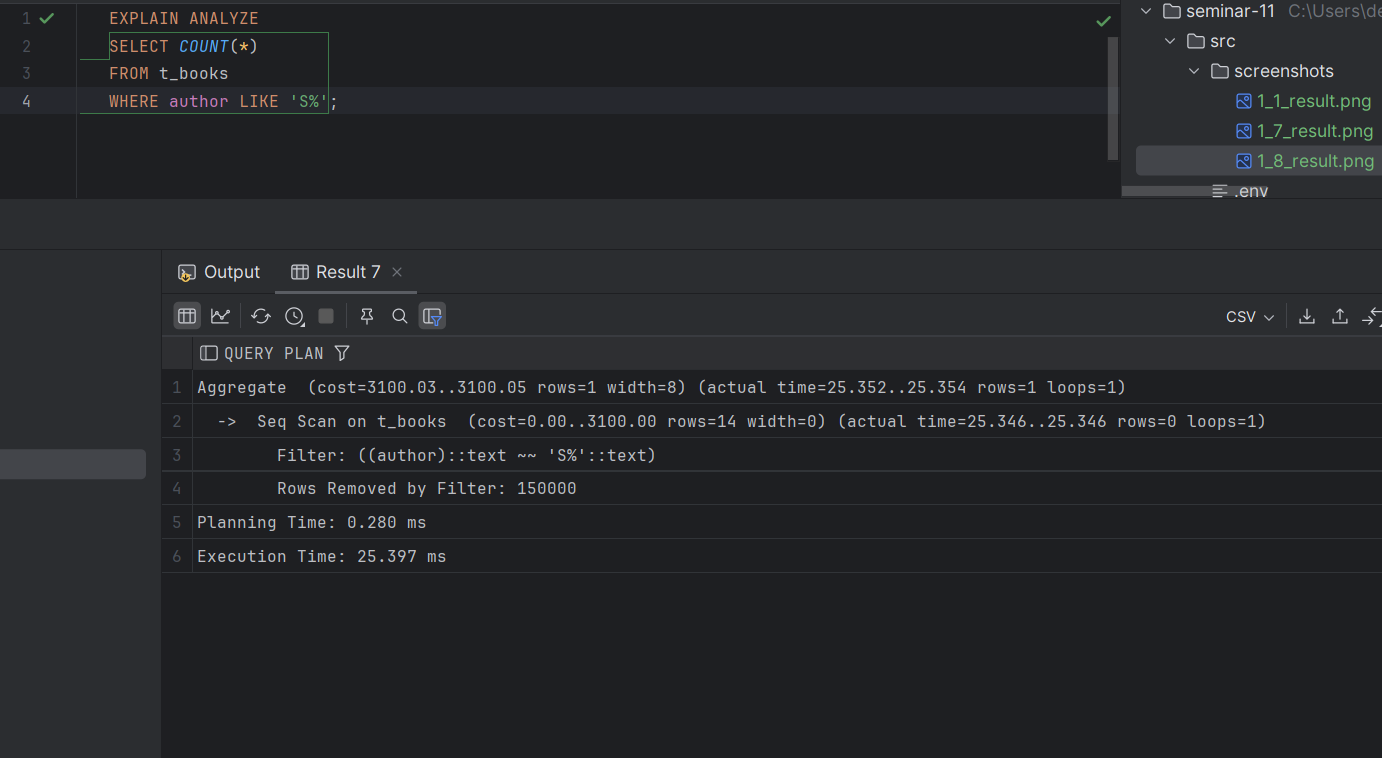 1 EXPLAIN ANALYZE
2 SELECT COUNT(*)
3 FROM t_books
4 WHERE author LIKE 'S%';
seminar-11 C:\Users\de
src
screenshots
1_1_result.png
1_7_result.png
1_8_result.png
.env
Output Result 7
CSV
QUERY PLAN
1 Aggregate (cost=3100.03..3100.05 rows=1 width=8) (actual time=25.352..25.354 rows=1 loops=1)
2 -> Seq Scan on t_books (cost=0.00..3100.00 rows=14 width=0) (actual time=25.346..25.346 rows=0 loops=1)
3 Filter: ((author)::text ~~ 'S%'::text)
4 Rows Removed by Filter: 150000
5 Planning Time: 0.280 ms
6 Execution Time: 25.397 ms